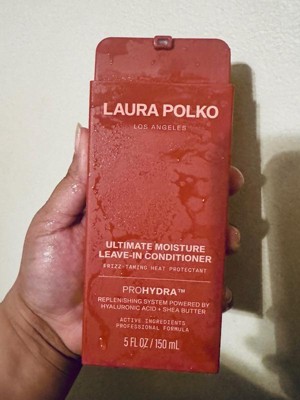 LAURA POLKO
LOS ANGELES
ULTIMATE MOISTURE
LEAVE-IN CONDITIONER
FRIZZ-TAMING HEAT PROTECTANT
PROHYDRA™
REPLENISHING SYSTEM POWERED BY
HYALURONIC ACID + SHEA BUTTER
ACTIVE INGREDIENTS
PROFESSIONAL FORMULA
5 FL OZ / 150 mL